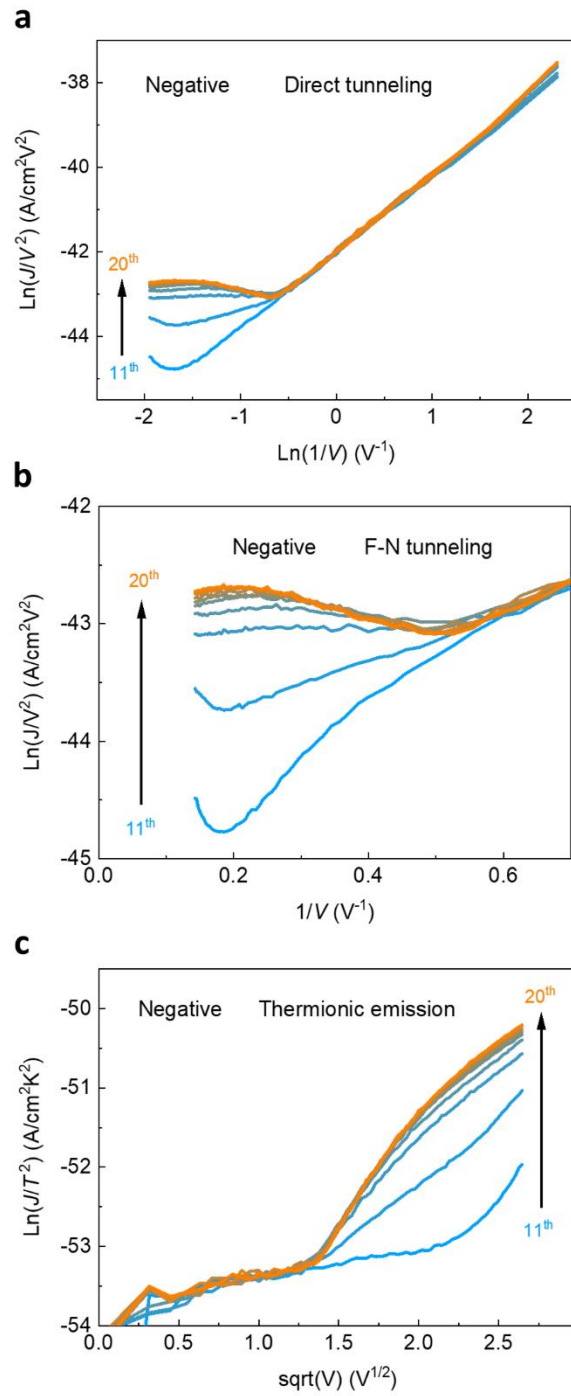 a
Negative Direct tunneling
-38
-40
-42
-44
20th
11th
-2 -1 0 1 2
Ln(J/V²) (A/cm²V²)
Ln(1/V) (V⁻¹)
b
Negative F-N tunneling
-42
-43
-44
-45
20th
11th
0.0 0.2 0.4 0.6
Ln(J/V²) (A/cm²V²)
1/V (V⁻¹)
c
Negative Thermionic emission
-50
-51
-52
-53
-54
20th
11th
0.0 0.5 1.0 1.5 2.0 2.5 3.0
Ln(J/T²) (A/cm²K²)
sqrt(V) (V^1/2)